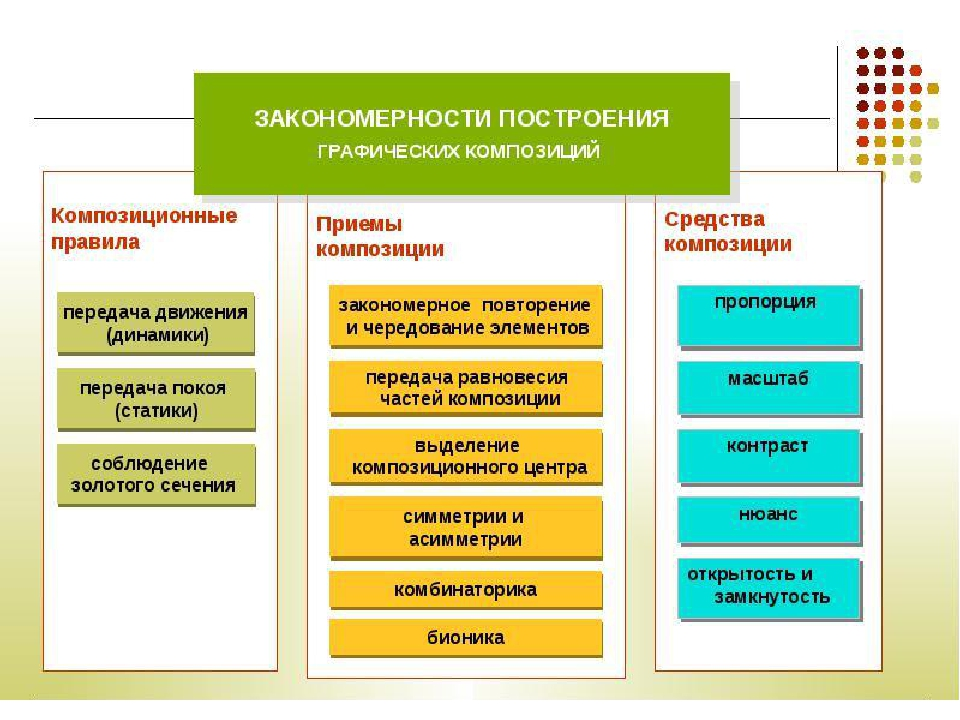 ЗАКОНОМЕРНОСТИ ПОСТРОЕНИЯ
ГРАФИЧЕСКИХ КОМПОЗИЦИЙ
Композиционные
правила
передача движения
(динамики)
передача покоя
(статики)
соблюдение
золотого сечения
Приемы
композиции
закономерное повторение
и чередование элементов
передача равновесия
частей композиции
выделение
композиционного центра
симметрии и
асимметрии
комбинаторика
бионика
Средства
композиции
пропорция
масштаб
контраст
нюанс
открытость и
замкнутость